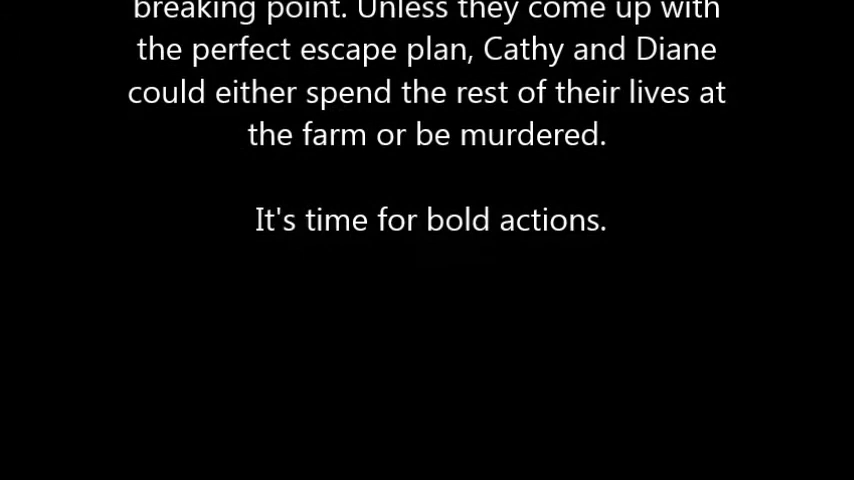 breaking point. Unless they come up with
the perfect escape plan, Cathy and Diane
could either spend the rest of their lives at
the farm or be murdered.
It's time for bold actions.